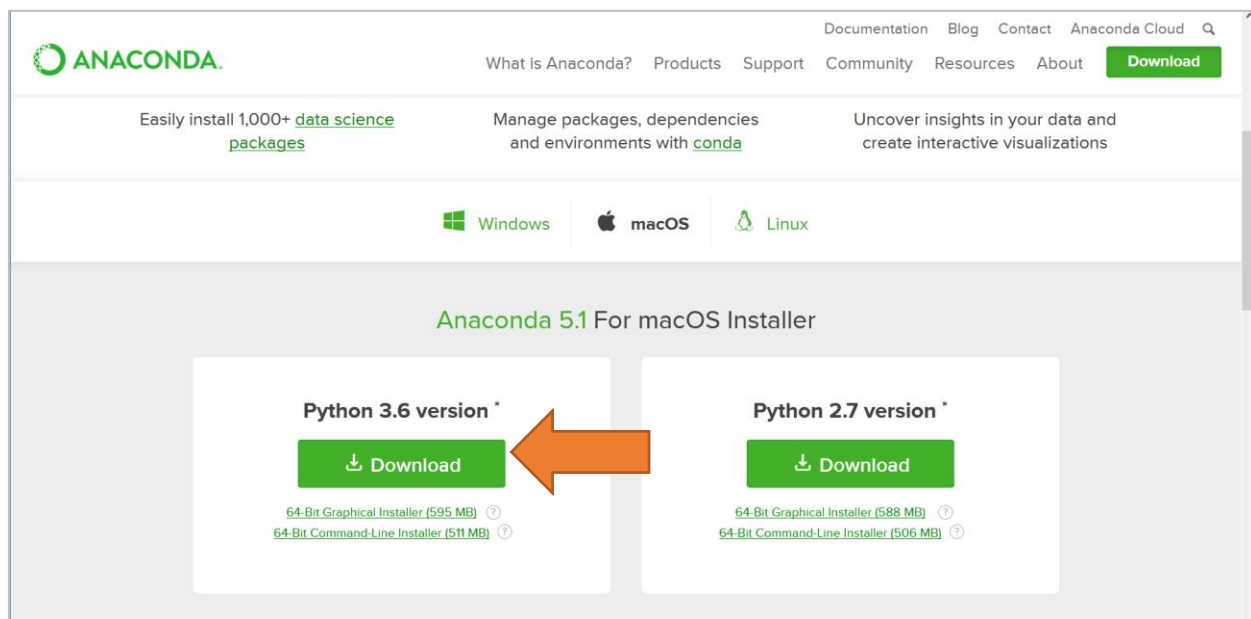 Documentation Blog Contact Anaconda Cloud
ANACONDA.
What is Anaconda? Products Support Community Resources About Download
Easily install 1,000+ data science
packages
Manage packages, dependencies
and environments with conda
Uncover insights in your data and
create interactive visualizations
Windows macOS Linux
Anaconda 5.1 For macOS Installer
Python 3.6 version *
Download
64-Bit Graphical Installer (595 MB) ?
64-Bit Command-Line Installer (511 MB) ?
Python 2.7 version *
Download
64-Bit Graphical Installer (588 MB) ?
64-Bit Command-Line Installer (506 MB) ?